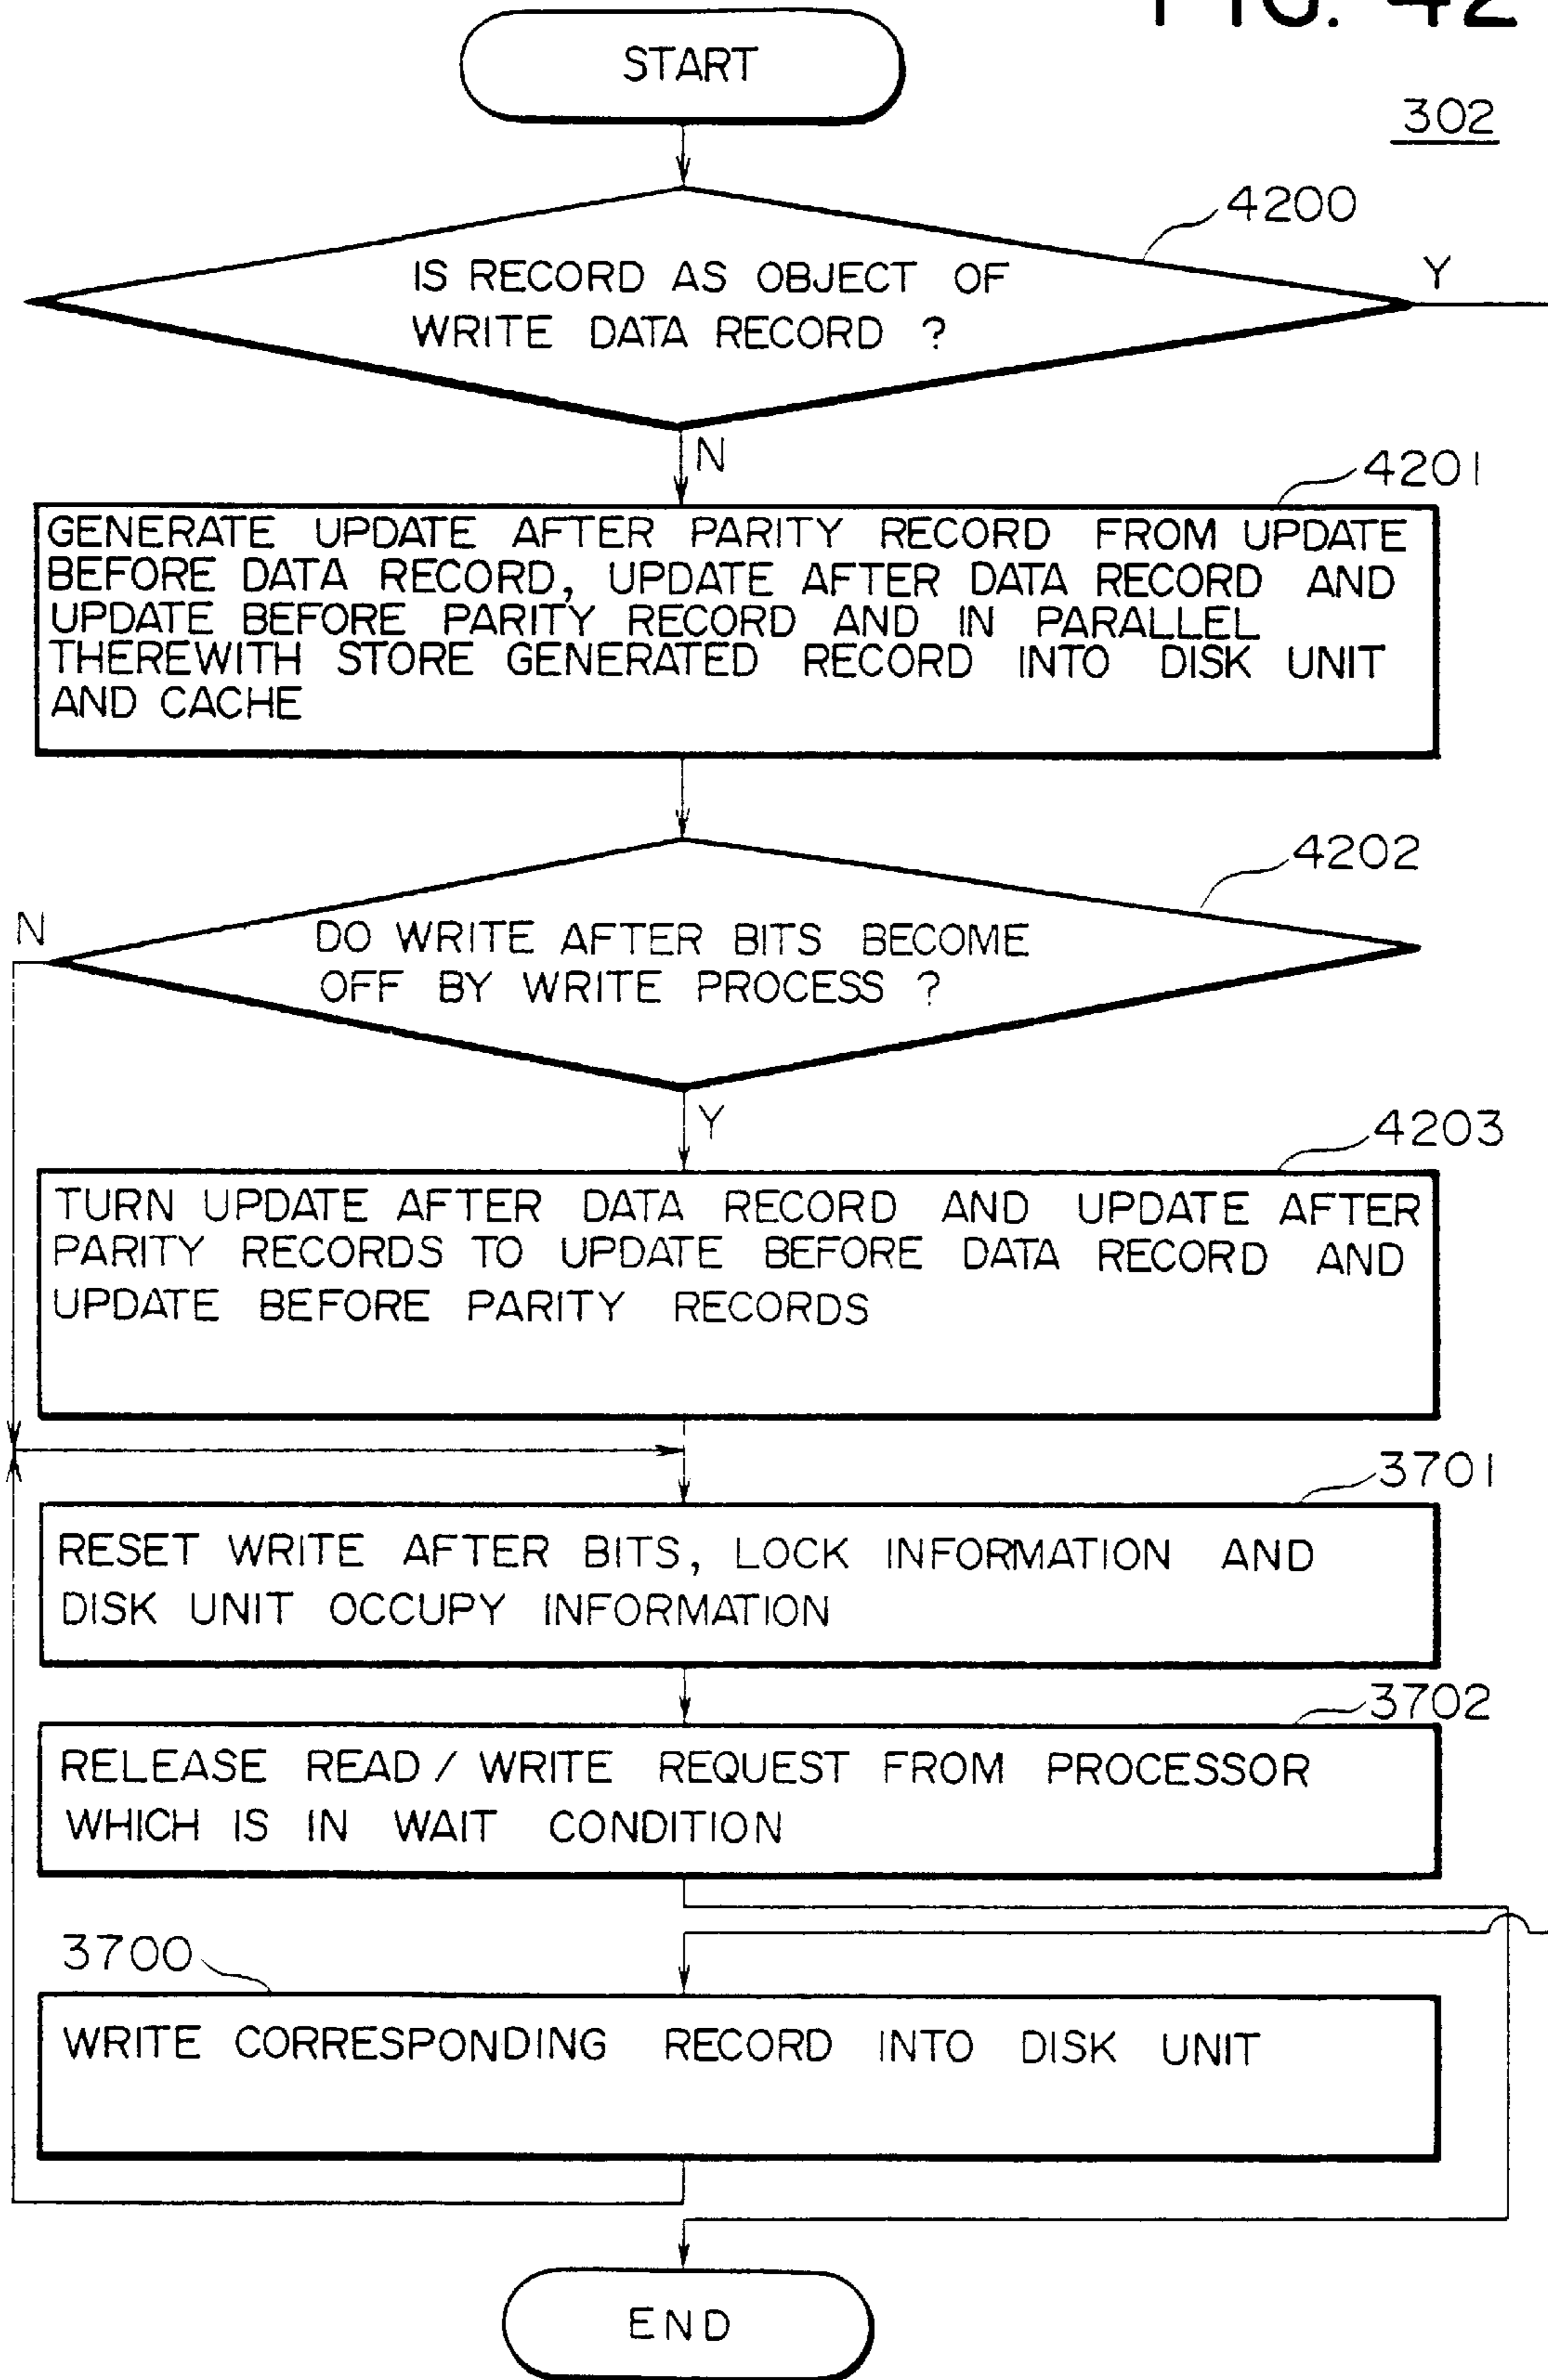 FIG. 42
START
302
4200
IS RECORD AS OBJECT OF
WRITE DATA RECORD ?
Y
N
4201
GENERATE UPDATE AFTER PARITY RECORD FROM UPDATE
BEFORE DATA RECORD, UPDATE AFTER DATA RECORD AND
UPDATE BEFORE PARITY RECORD AND IN PARALLEL
THEREWITH STORE GENERATED RECORD INTO DISK UNIT
AND CACHE
4202
N
DO WRITE AFTER BITS BECOME
OFF BY WRITE PROCESS ?
Y
4203
TURN UPDATE AFTER DATA RECORD AND UPDATE AFTER
PARITY RECORDS TO UPDATE BEFORE DATA RECORD AND
UPDATE BEFORE PARITY RECORDS
3701
RESET WRITE AFTER BITS, LOCK INFORMATION AND
DISK UNIT OCCUPY INFORMATION
3702
RELEASE READ / WRITE REQUEST FROM PROCESSOR
WHICH IS IN WAIT CONDITION
3700
WRITE CORRESPONDING RECORD INTO DISK UNIT
END